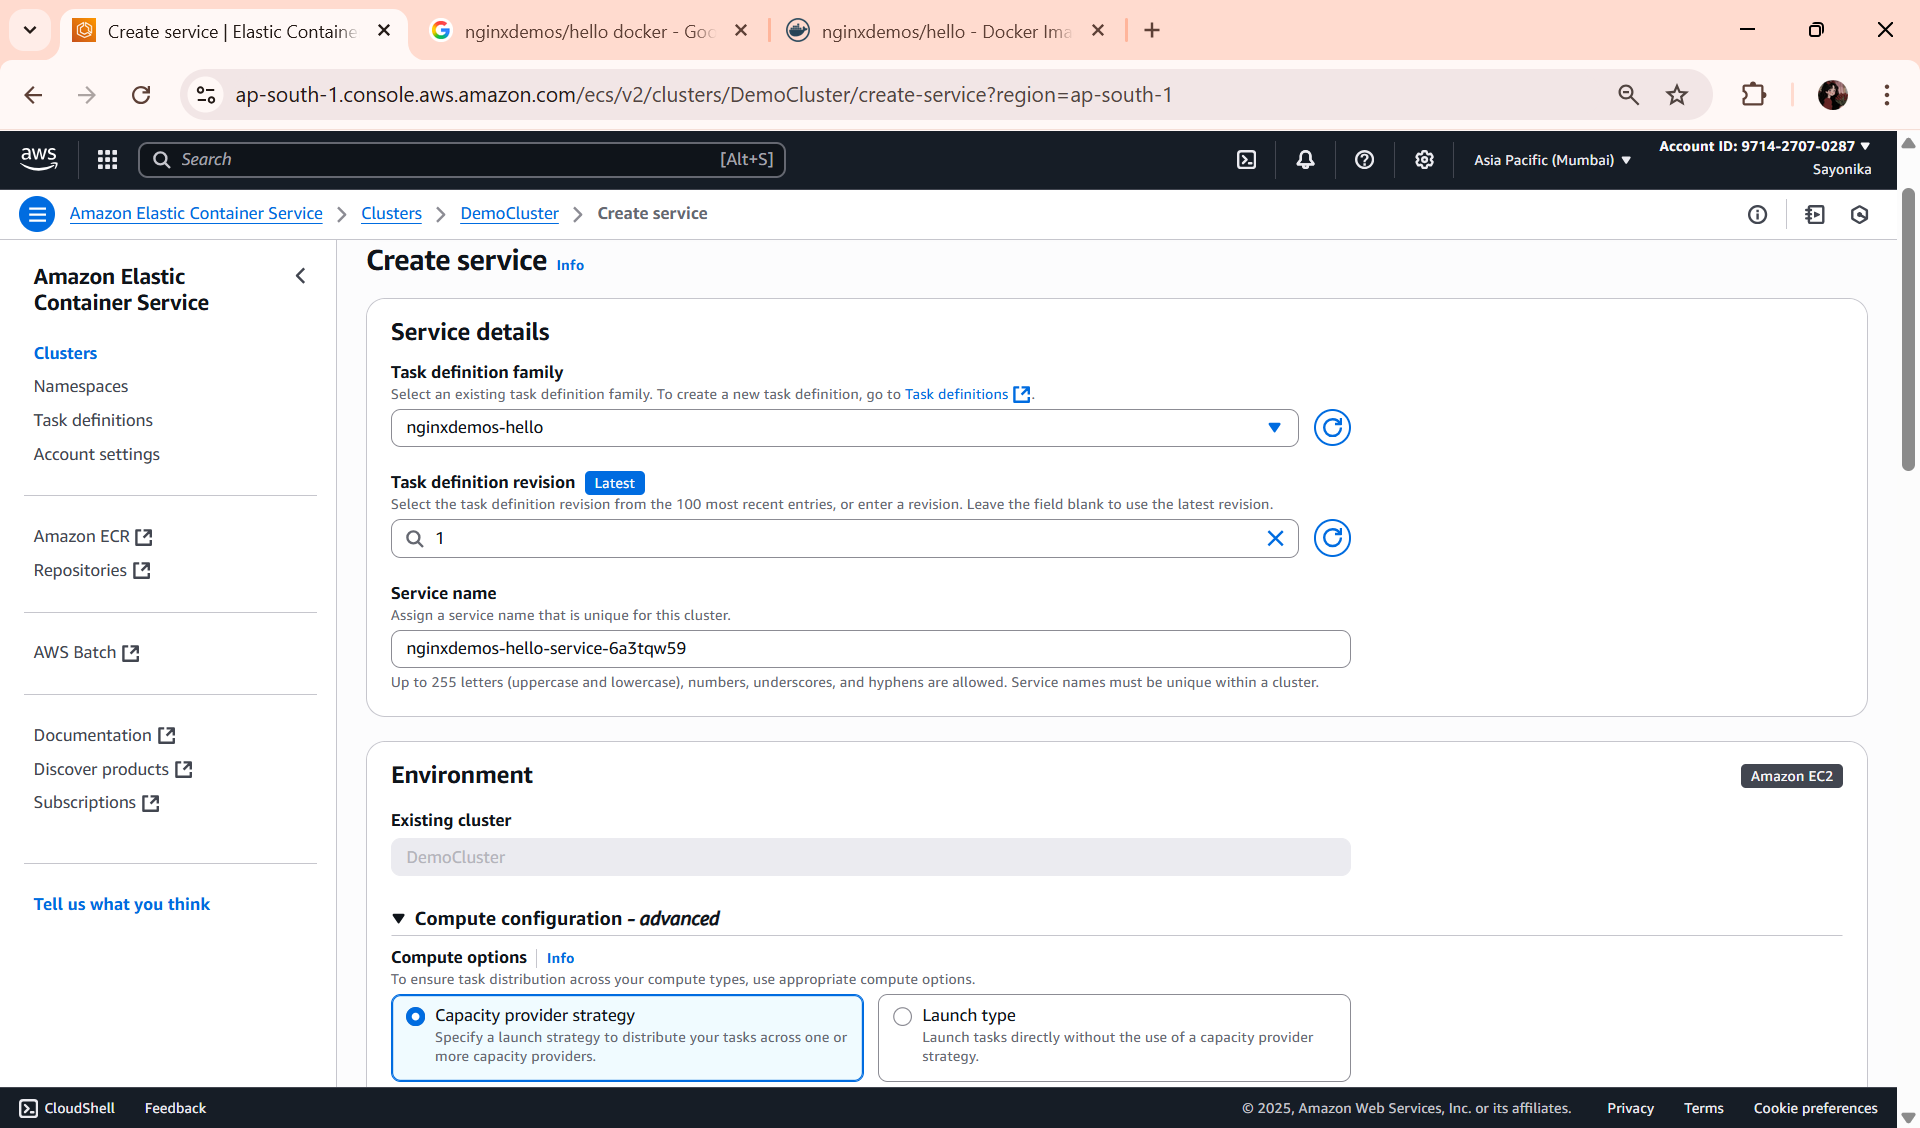 Create service | Elastic Containe
nginxdemos/hello docker - Goo
nginxdemos/hello - Docker Ima
ap-south-1.console.aws.amazon.com/ecs/v2/clusters/DemoCluster/create-service?region=ap-south-1
aws
Search
[Alt+S]
Asia Pacific (Mumbai)
Account ID: 9714-2707-0287
Sayonika
Amazon Elastic Container Service
Clusters
DemoCluster
Create service
Amazon Elastic
Container Service
Clusters
Namespaces
Task definitions
Account settings
Amazon ECR
Repositories
AWS Batch
Documentation
Discover products
Subscriptions
Tell us what you think
Create service Info
Service details
Task definition family
Select an existing task definition family. To create a new task definition, go to Task definitions.
nginxdemos-hello
Task definition revision Latest
Select the task definition revision from the 100 most recent entries, or enter a revision. Leave the field blank to use the latest revision.
1
Service name
Assign a service name that is unique for this cluster.
nginxdemos-hello-service-6a3tqw59
Up to 255 letters (uppercase and lowercase), numbers, underscores, and hyphens are allowed. Service names must be unique within a cluster.
Environment
Amazon EC2
Existing cluster
DemoCluster
Compute configuration - advanced
Compute options Info
To ensure task distribution across your compute types, use appropriate compute options.
Capacity provider strategy
Specify a launch strategy to distribute your tasks across one or
more capacity providers.
Launch type
Launch tasks directly without the use of a capacity provider
strategy.
CloudShell
Feedback
© 2025, Amazon Web Services, Inc. or its affiliates.
Privacy
Terms
Cookie preferences